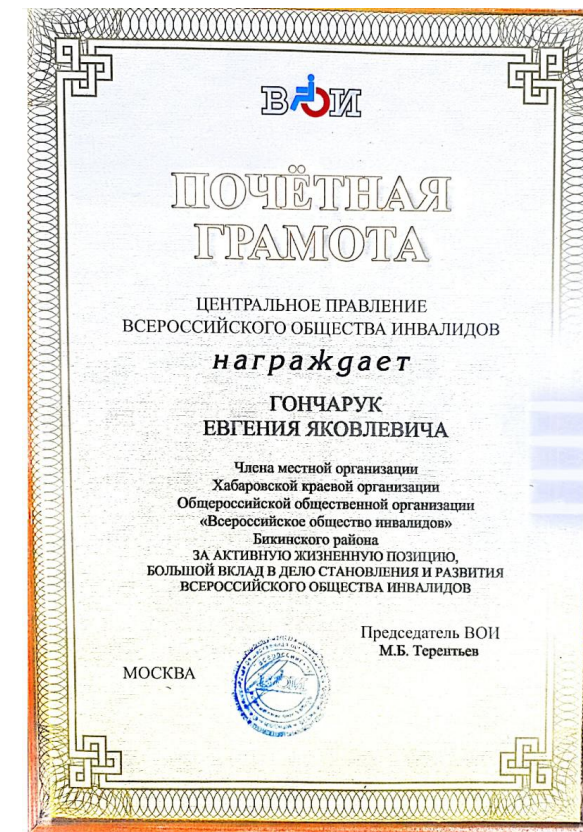 ВОИ
ПОЧЁТНАЯ
ГРАМОТА
ЦЕНТРАЛЬНОЕ ПРАВЛЕНИЕ
ВСЕРОССИЙСКОГО ОБЩЕСТВА ИНВАЛИДОВ
награждает
ГОНЧАРУК
ЕВГЕНИЯ ЯКОВЛЕВИЧА
Члена местной организации
Хабаровской краевой организации
Общероссийской общественной организации
«Всероссийское общество инвалидов»
Бикинского района
ЗА АКТИВНУЮ ЖИЗНЕННУЮ ПОЗИЦИЮ,
БОЛЬШОЙ ВКЛАД В ДЕЛО СТАНОВЛЕНИЯ И РАЗВИТИЯ
ВСЕРОССИЙСКОГО ОБЩЕСТВА ИНВАЛИДОВ
Председатель ВОИ
М.Б. Терентьев
МОСКВА